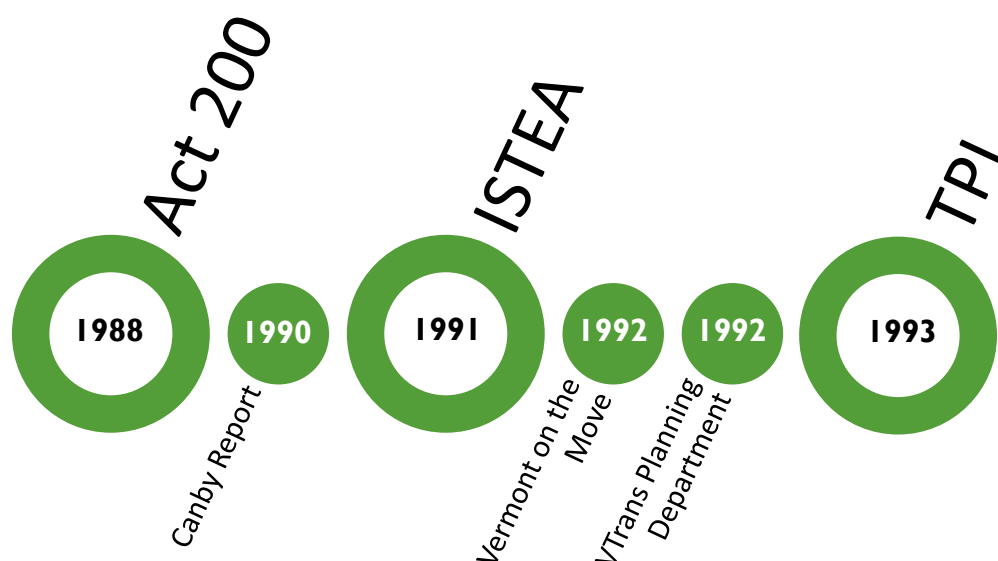 Act 200
ISTEA
TPI
1988
1990
1991
1992
1992
1993
Canby Report
Vermont on the
Move
VTrans Planning
Department